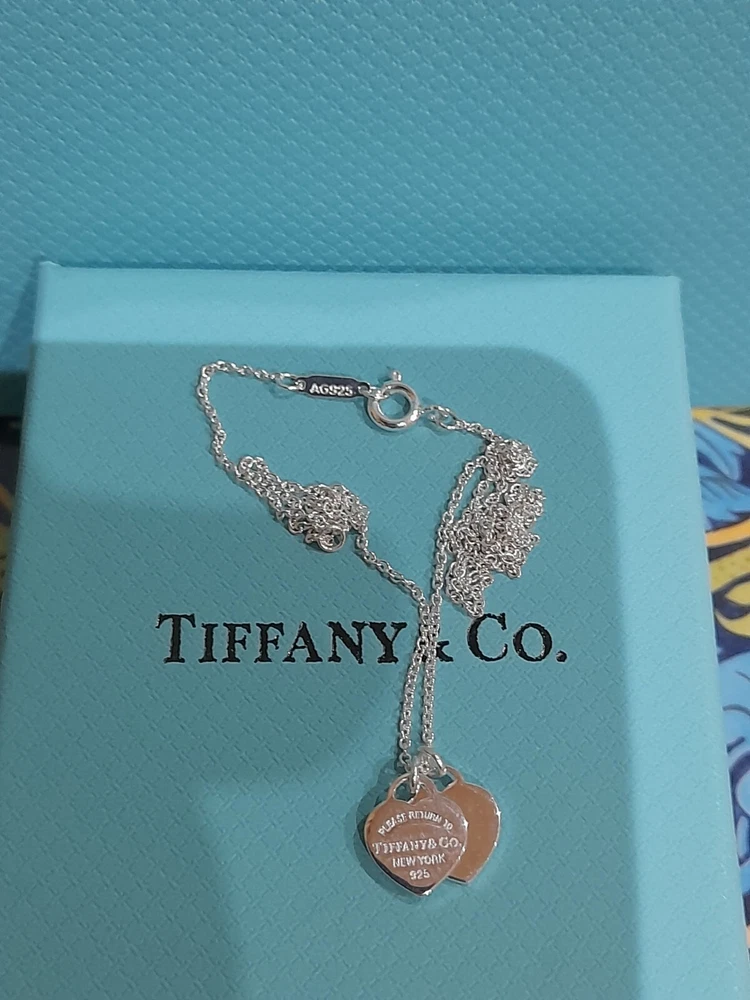 AG925
TIFFANY & CO.
PLEASE RETURN TO
TIFFANY & CO.
NEW YORK
925